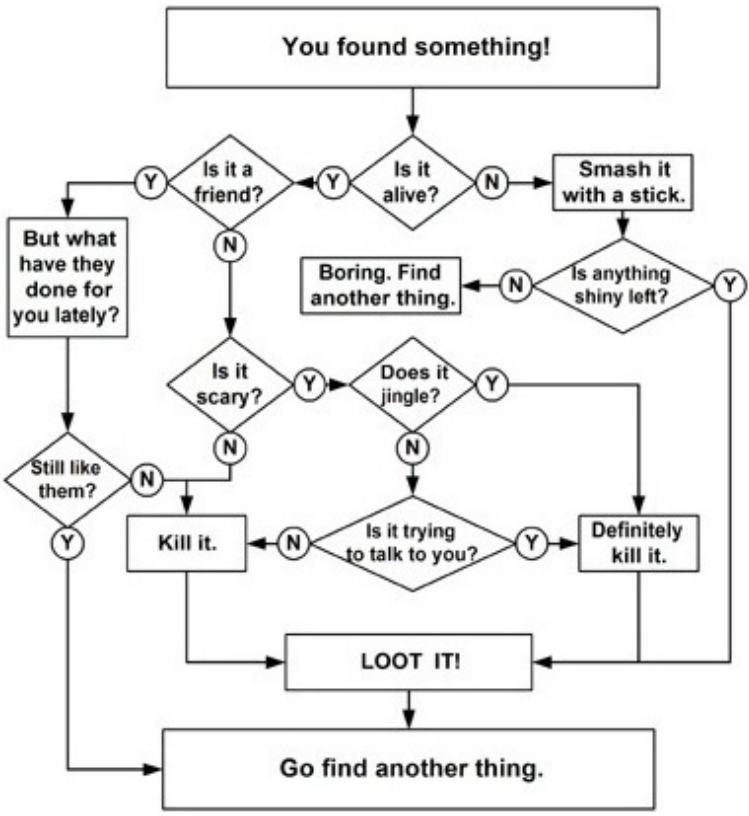 You found something!
Is it a
friend?
Y
Y
Is it
alive?
N
Smash it
with a stick.
N
But what
have they
done for
you lately?
Boring. Find
another thing.
N
Is anything
shiny left?
Y
Is it
scary?
Y
Does it
jingle?
Y
N
N
Still like
them?
N
Y
Kill it.
N
Is it trying
to talk to you?
Y
Definitely
kill it.
LOOT IT!
Go find another thing.